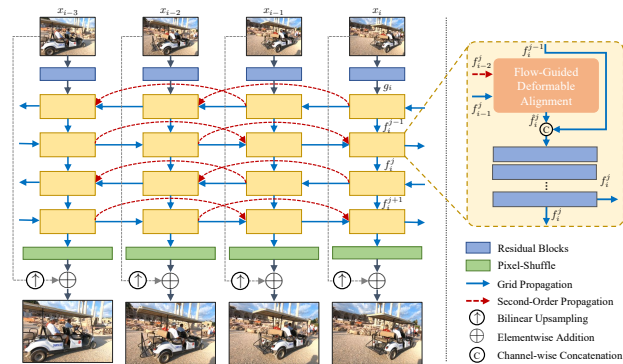 x_{i-3}
x_{i-2}
x_{i-1}
x_i
g_i
f_i^{j-1}
f_i^j
f_i^{j+1}
f_i^{j-1}
f_{i-2}^j
f_{i-1}^j
Flow-Guided
Deformable
Alignment
\hat{f}_i^j
C
f_i^j
f_i^j
Residual Blocks
Pixel-Shuffle
Grid Propagation
Second-Order Propagation
Bilinear Upsampling
Elementwise Addition
C Channel-wise Concatenation